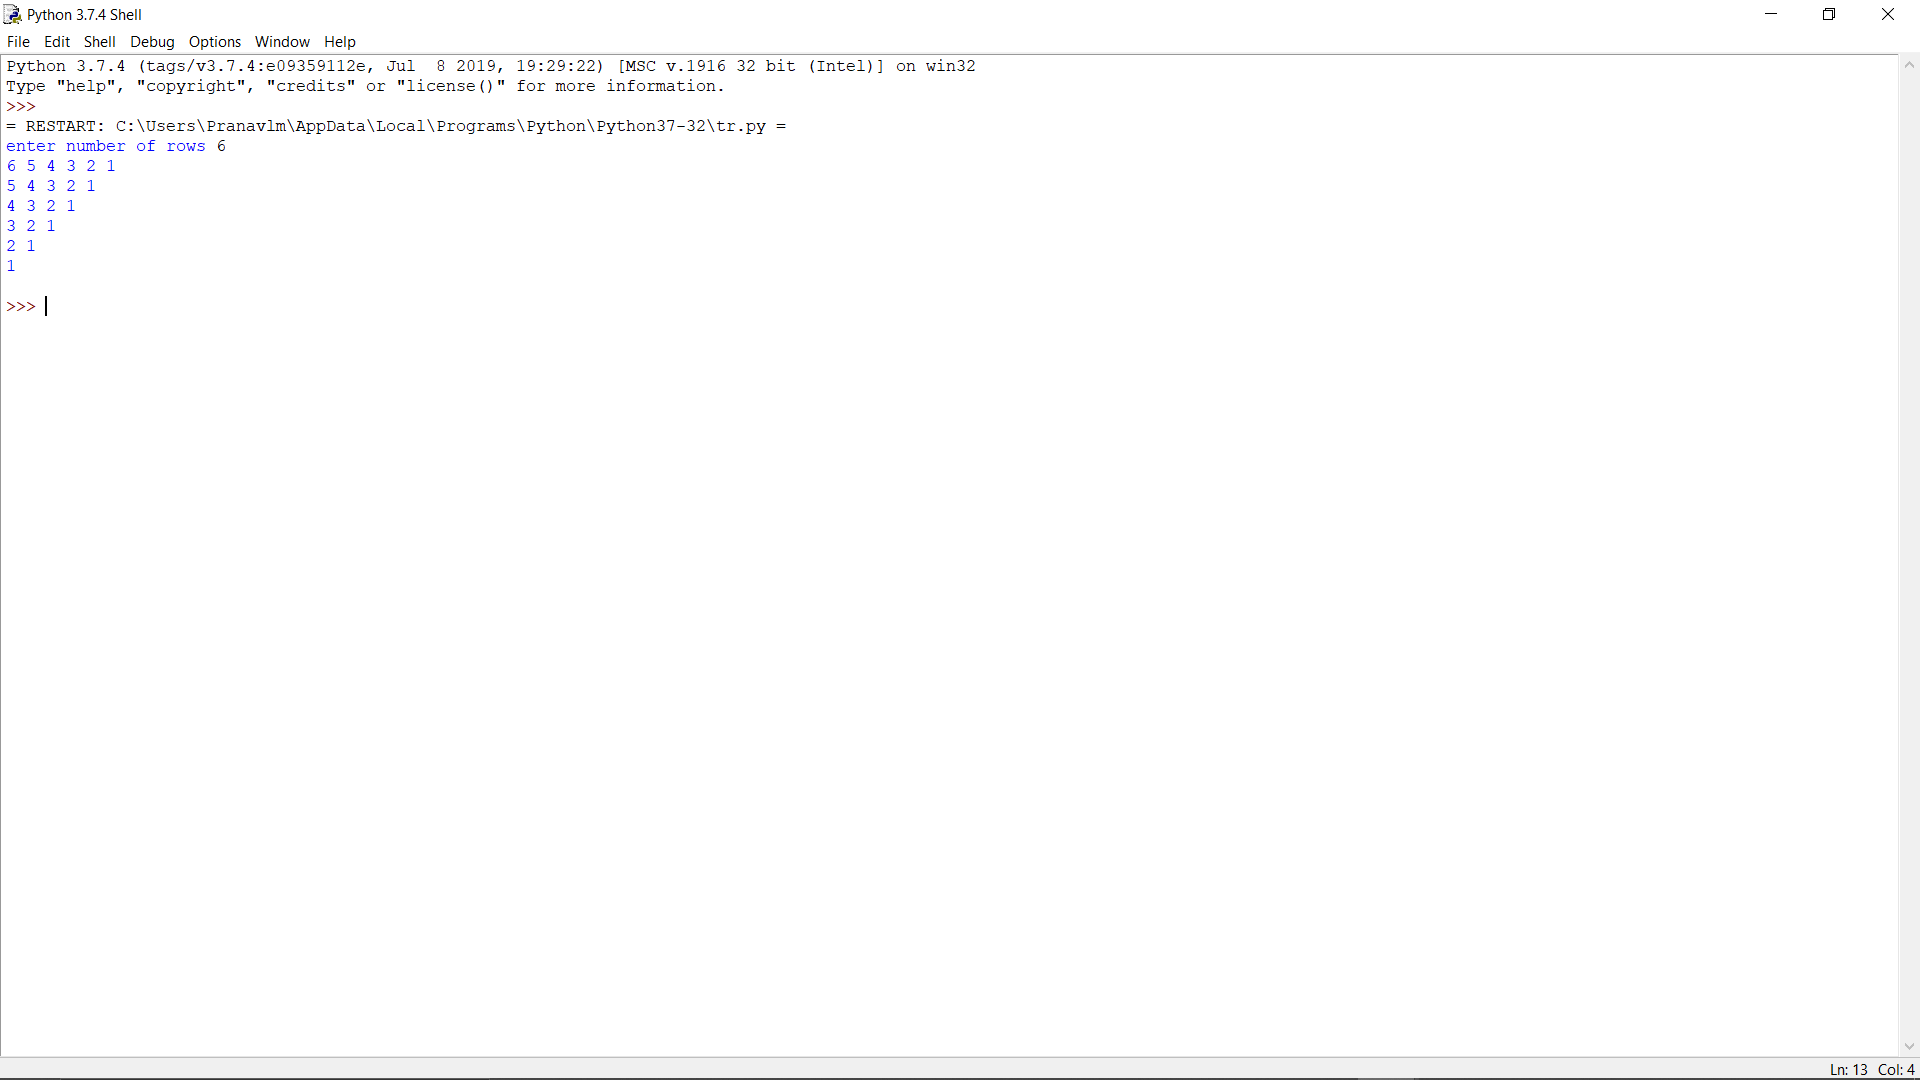 Python 3.7.4 Shell
File Edit Shell Debug Options Window Help
Python 3.7.4 (tags/v3.7.4:e09359112e, Jul  8 2019, 19:29:22) [MSC v.1916 32 bit (Intel)] on win32
Type "help", "copyright", "credits" or "license()" for more information.
>>>
= RESTART: C:\Users\Pranavlm\AppData\Local\Programs\Python\Python37-32\tr.py =
enter number of rows 6
6 5 4 3 2 1
5 4 3 2 1
4 3 2 1
3 2 1
2 1
1
>>>
Ln: 13 Col: 4